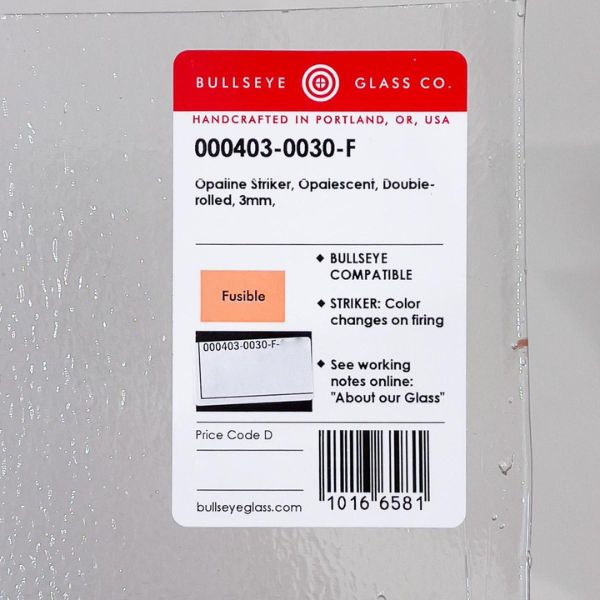 BULLSEYE GLASS CO.
HANDCRAFTED IN PORTLAND, OR, USA
000403-0030-F
Opaline Striker, Opalescent, Double-
rolled, 3mm,
◆ BULLSEYE
COMPATIBLE
Fusible
◆ STRIKER: Color
changes on firing
000403-0030-F-
◆ See working
notes online:
"About our Glass"
Price Code D
bullseyeglass.com
1016 6581